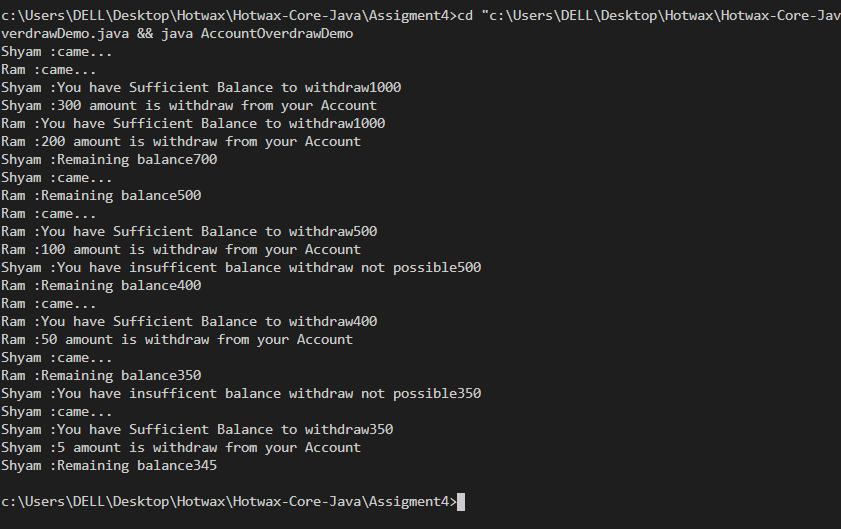 c:\Users\DELL\Desktop\Hotwax\Hotwax-Core-Java\Assigment4>cd "c:\Users\DELL\Desktop\Hotwax\Hotwax-Core-Jav
verdrawDemo.java && java AccountOverdrawDemo
Shyam :came...
Ram :came...
Shyam :You have Sufficient Balance to withdraw1000
Shyam :300 amount is withdraw from your Account
Ram :You have Sufficient Balance to withdraw1000
Ram :200 amount is withdraw from your Account
Shyam :Remaining balance700
Shyam :came...
Ram :Remaining balance500
Ram :came...
Ram :You have Sufficient Balance to withdraw500
Ram :100 amount is withdraw from your Account
Shyam :You have insufficent balance withdraw not possible500
Ram :Remaining balance400
Ram :came...
Ram :You have Sufficient Balance to withdraw400
Ram :50 amount is withdraw from your Account
Shyam :came...
Ram :Remaining balance350
Shyam :You have insufficent balance withdraw not possible350
Shyam :came...
Shyam :You have Sufficient Balance to withdraw350
Shyam :5 amount is withdraw from your Account
Shyam :Remaining balance345
c:\Users\DELL\Desktop\Hotwax\Hotwax-Core-Java\Assigment4>